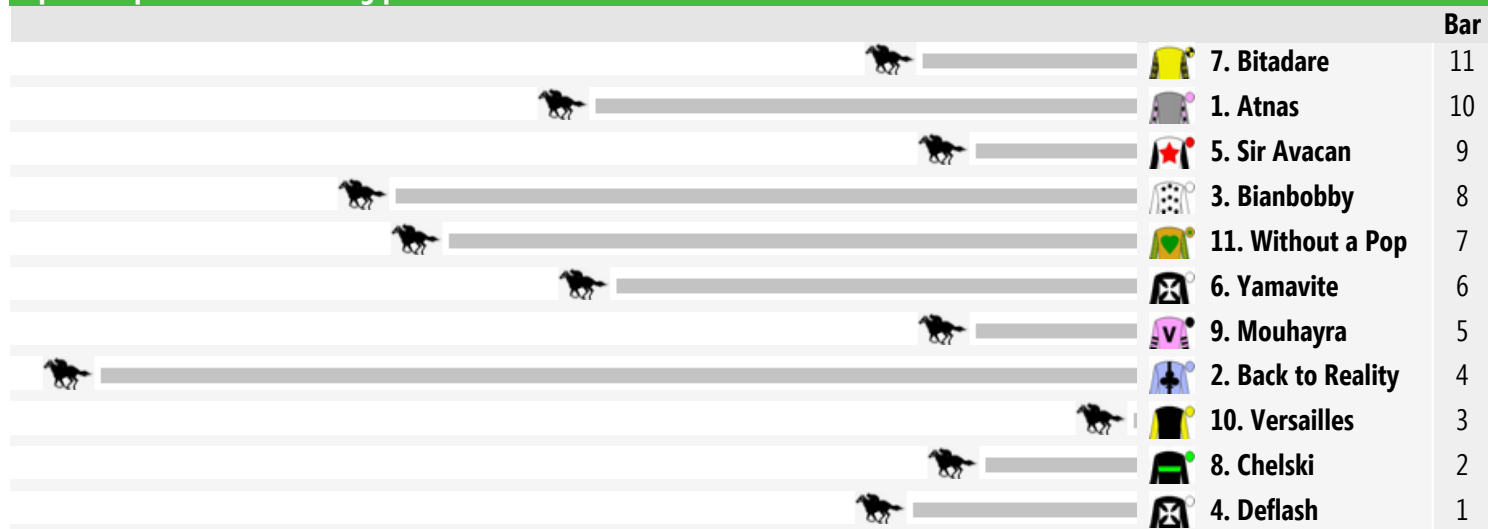 Bar
7. Bitadare 11
1. Atnas 10
5. Sir Avacan 9
3. Bianbobby 8
11. Without a Pop 7
6. Yamavite 6
V 9. Mouhayra 5
2. Back to Reality 4
10. Versailles 3
8. Chelski 2
4. Deflash 1